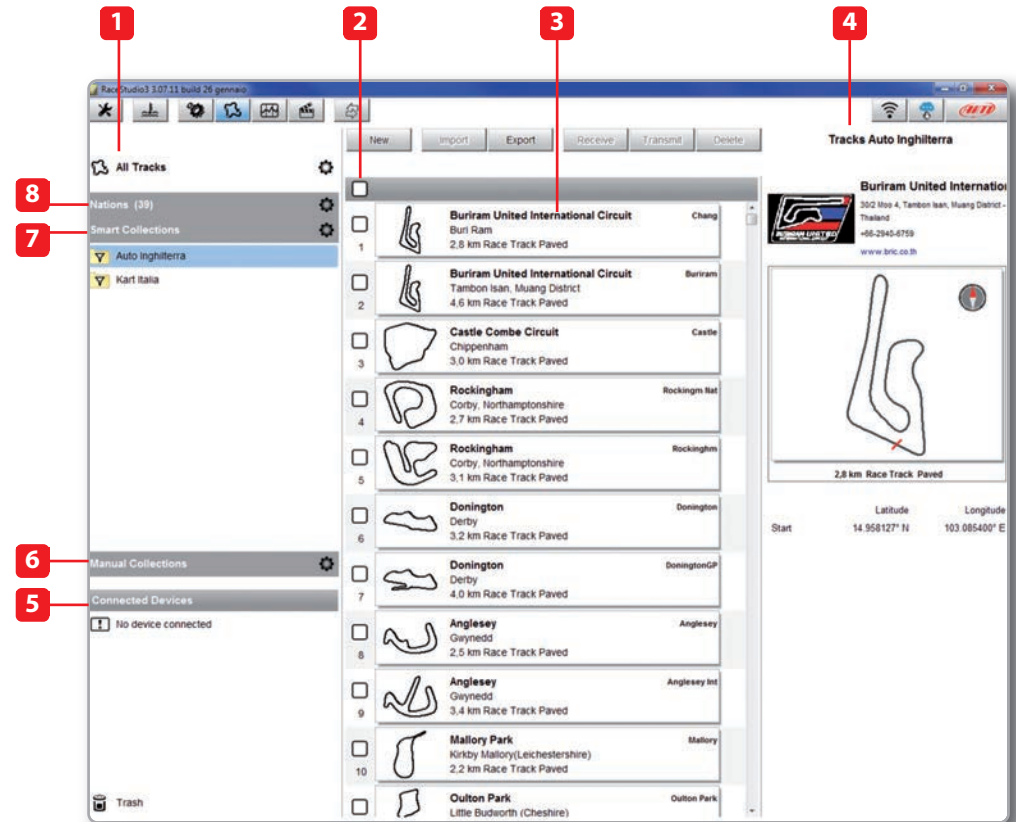 1
2
3
4
RaceStudio3 3.07.11 build 26 gennaio
AiM
New
Import
Export
Receive
Transmit
Delete
Tracks Auto Inghilterra
All Tracks
8
Nations (39)
7
Smart Collections
Auto Inghilterra
Kart Italia
6
Manual Collections
5
Connected Devices
No device connected
Trash
Buriram United International Circuit Chang
Buri Ram
2,8 km Race Track Paved
1
Buriram United International Circuit Buriram
Tambon Isan, Muang District
4,6 km Race Track Paved
2
Castle Combe Circuit Castle
Chippenham
3,0 km Race Track Paved
3
Rockingham Rockingm Nat
Corby, Northamptonshire
2,7 km Race Track Paved
4
Rockingham Rockinghm
Corby, Northamptonshire
3,1 km Race Track Paved
5
Donington Donington
Derby
3,2 km Race Track Paved
6
Donington DoningtonGP
Derby
4,0 km Race Track Paved
7
Anglesey Anglesey
Gwynedd
2,5 km Race Track Paved
8
Anglesey Anglesey Int
Gwynedd
3,4 km Race Track Paved
9
Mallory Park Mallory
Kirkby Mallory(Leichestershire)
2,2 km Race Track Paved
10
Oulton Park Oulton Park
Little Budworth (Cheshire)
Buriram United Internatio
30/2 Moo 4, Tambon Isan, Muang District -
Thailand
+66-2940-6759
www.bric.co.th
BURIRAM UNITED
INTERNATIONAL CIRCUIT
2,8 km Race Track Paved
Latitude Longitude
Start 14.958127° N 103.085400° E